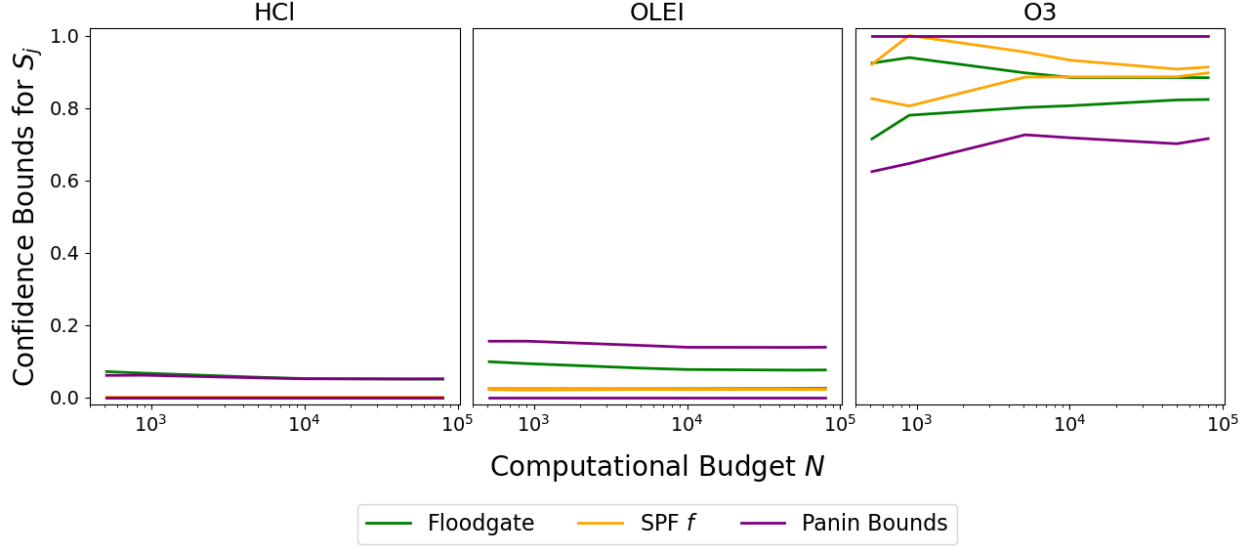 HCl
OLEI
O3
Confidence Bounds for $S_j$
1.0
0.8
0.6
0.4
0.2
0.0
10³ 10⁴ 10⁵
10³ 10⁴ 10⁵
10³ 10⁴ 10⁵
Computational Budget N
Floodgate SPF f Panin Bounds